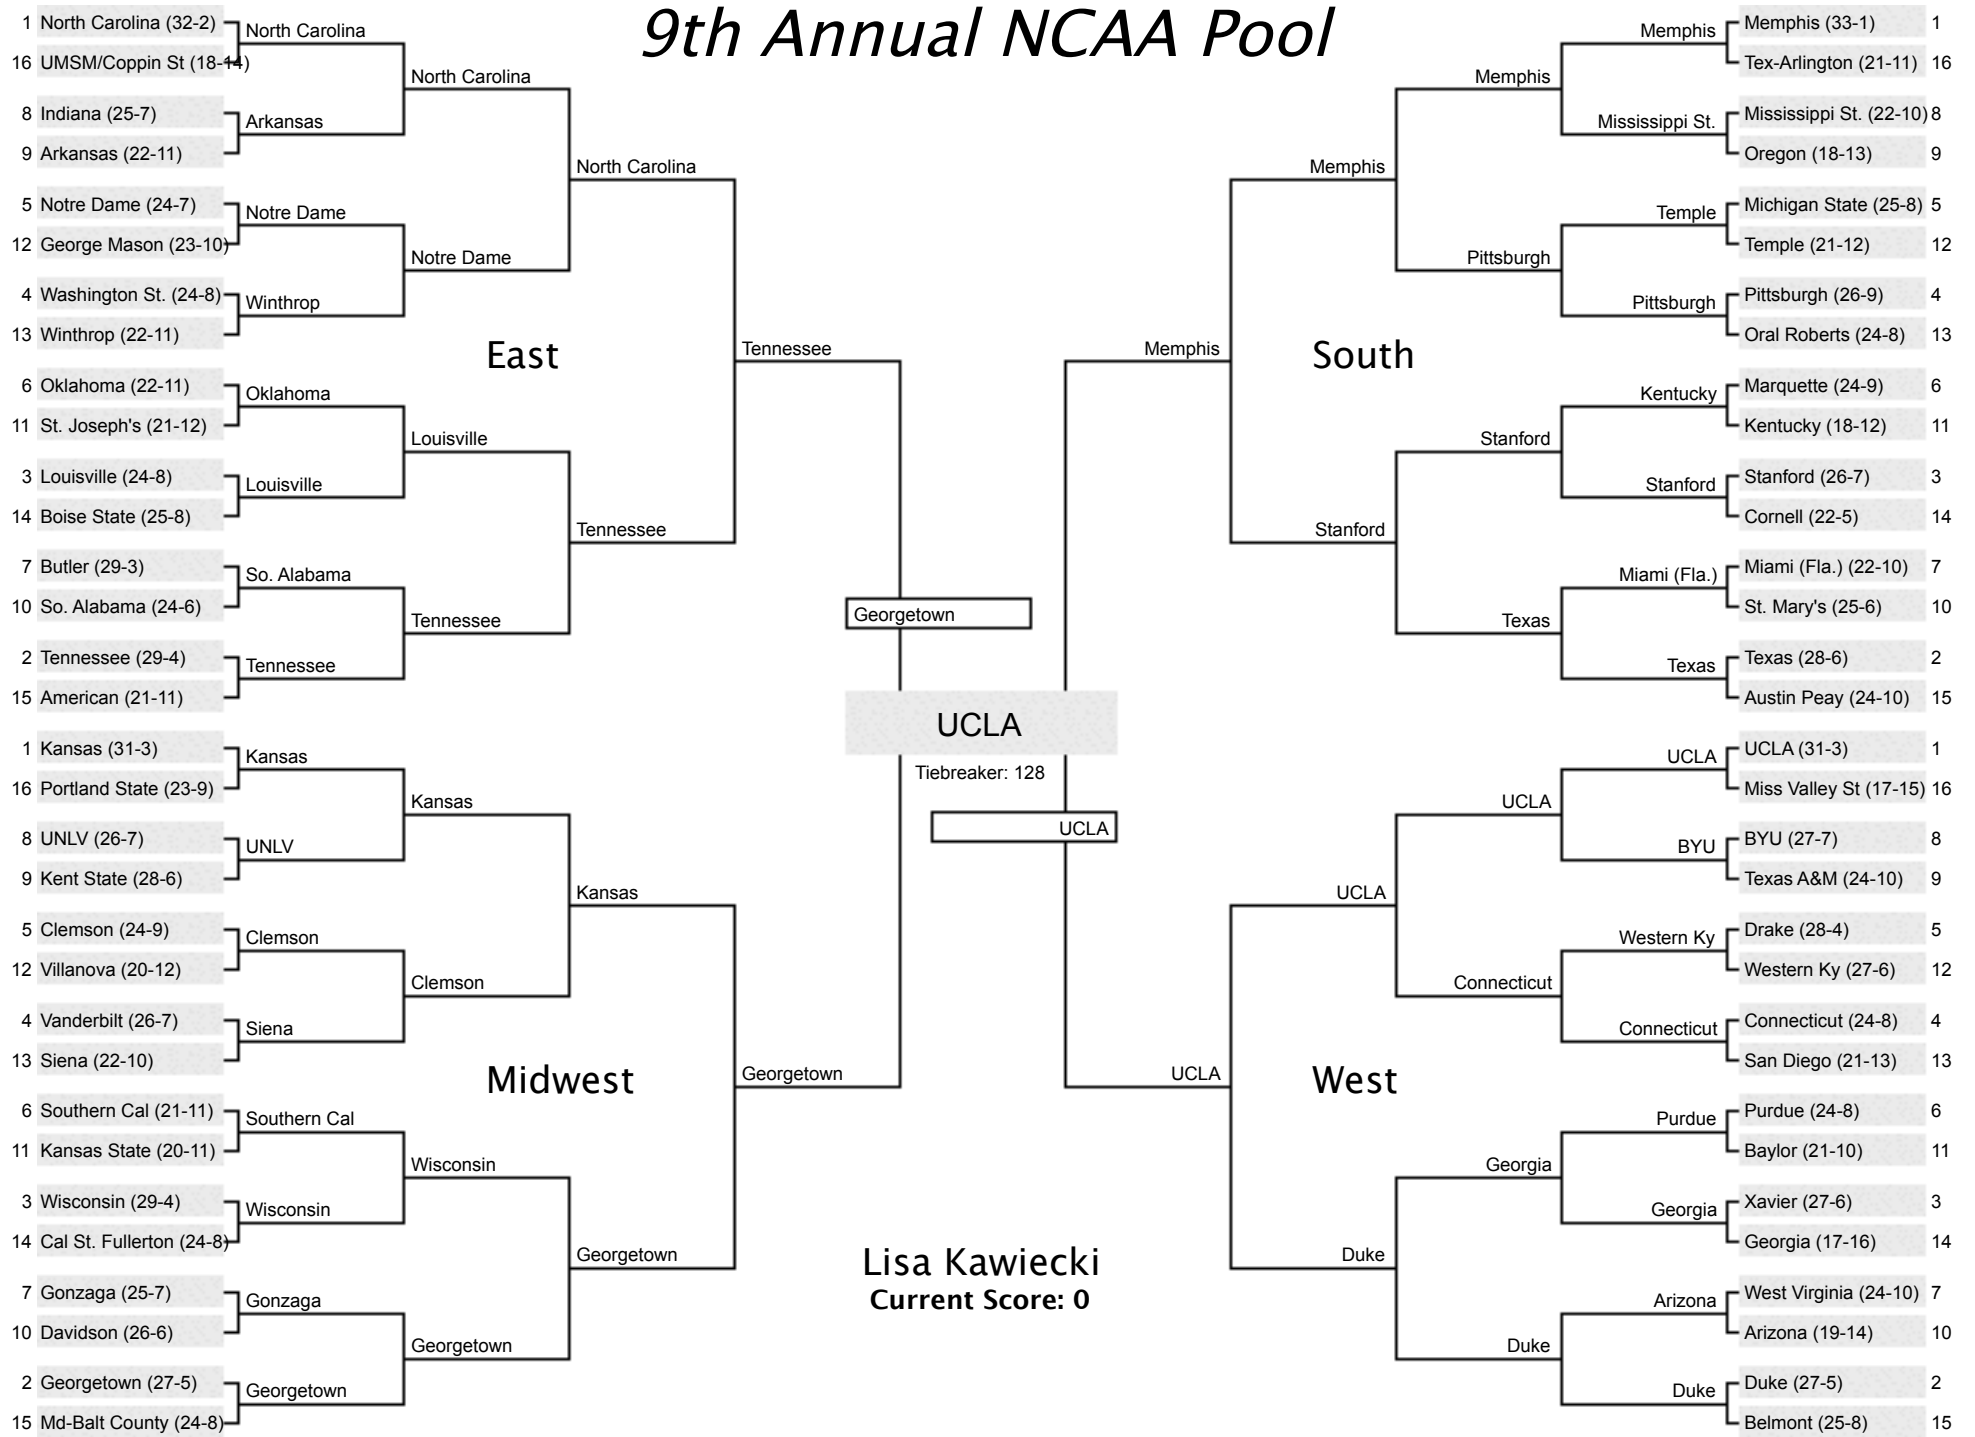 9th Annual NCAA Pool
1 North Carolina (32-2)
16 UMSM/Coppin St (18-14)
8 Indiana (25-7)
9 Arkansas (22-11)
5 Notre Dame (24-7)
12 George Mason (23-10)
4 Washington St. (24-8)
13 Winthrop (22-11)
6 Oklahoma (22-11)
11 St. Joseph's (21-12)
3 Louisville (24-8)
14 Boise State (25-8)
7 Butler (29-3)
10 So. Alabama (24-6)
2 Tennessee (29-4)
15 American (21-11)
North Carolina
Arkansas
Notre Dame
Winthrop
Oklahoma
Louisville
So. Alabama
Tennessee
North Carolina
Notre Dame
Louisville
Tennessee
North Carolina
Tennessee
East
Tennessee
1 Kansas (31-3)
16 Portland State (23-9)
8 UNLV (26-7)
9 Kent State (28-6)
5 Clemson (24-9)
12 Villanova (20-12)
4 Vanderbilt (26-7)
13 Siena (22-10)
6 Southern Cal (21-11)
11 Kansas State (20-11)
3 Wisconsin (29-4)
14 Cal St. Fullerton (24-8)
7 Gonzaga (25-7)
10 Davidson (26-6)
2 Georgetown (27-5)
15 Md-Balt County (24-8)
Kansas
UNLV
Clemson
Siena
Southern Cal
Wisconsin
Gonzaga
Georgetown
Kansas
Clemson
Wisconsin
Georgetown
Kansas
Georgetown
Midwest
Georgetown
Georgetown
UCLA
Tiebreaker: 128
UCLA
Lisa Kawiecki
Current Score: 0
Memphis (33-1) 1
Tex-Arlington (21-11) 16
Mississippi St. (22-10) 8
Oregon (18-13) 9
Michigan State (25-8) 5
Temple (21-12) 12
Pittsburgh (26-9) 4
Oral Roberts (24-8) 13
Marquette (24-9) 6
Kentucky (18-12) 11
Stanford (26-7) 3
Cornell (22-5) 14
Miami (Fla.) (22-10) 7
St. Mary's (25-6) 10
Texas (28-6) 2
Austin Peay (24-10) 15
Memphis
Mississippi St.
Temple
Pittsburgh
Kentucky
Stanford
Miami (Fla.)
Texas
Memphis
Pittsburgh
Stanford
Texas
Memphis
Stanford
South
Memphis
UCLA (31-3) 1
Miss Valley St (17-15) 16
BYU (27-7) 8
Texas A&M (24-10) 9
Drake (28-4) 5
Western Ky (27-6) 12
Connecticut (24-8) 4
San Diego (21-13) 13
Purdue (24-8) 6
Baylor (21-10) 11
Xavier (27-6) 3
Georgia (17-16) 14
West Virginia (24-10) 7
Arizona (19-14) 10
Duke (27-5) 2
Belmont (25-8) 15
UCLA
BYU
Western Ky
Connecticut
Purdue
Georgia
Arizona
Duke
UCLA
Connecticut
Georgia
Duke
UCLA
Duke
West
UCLA